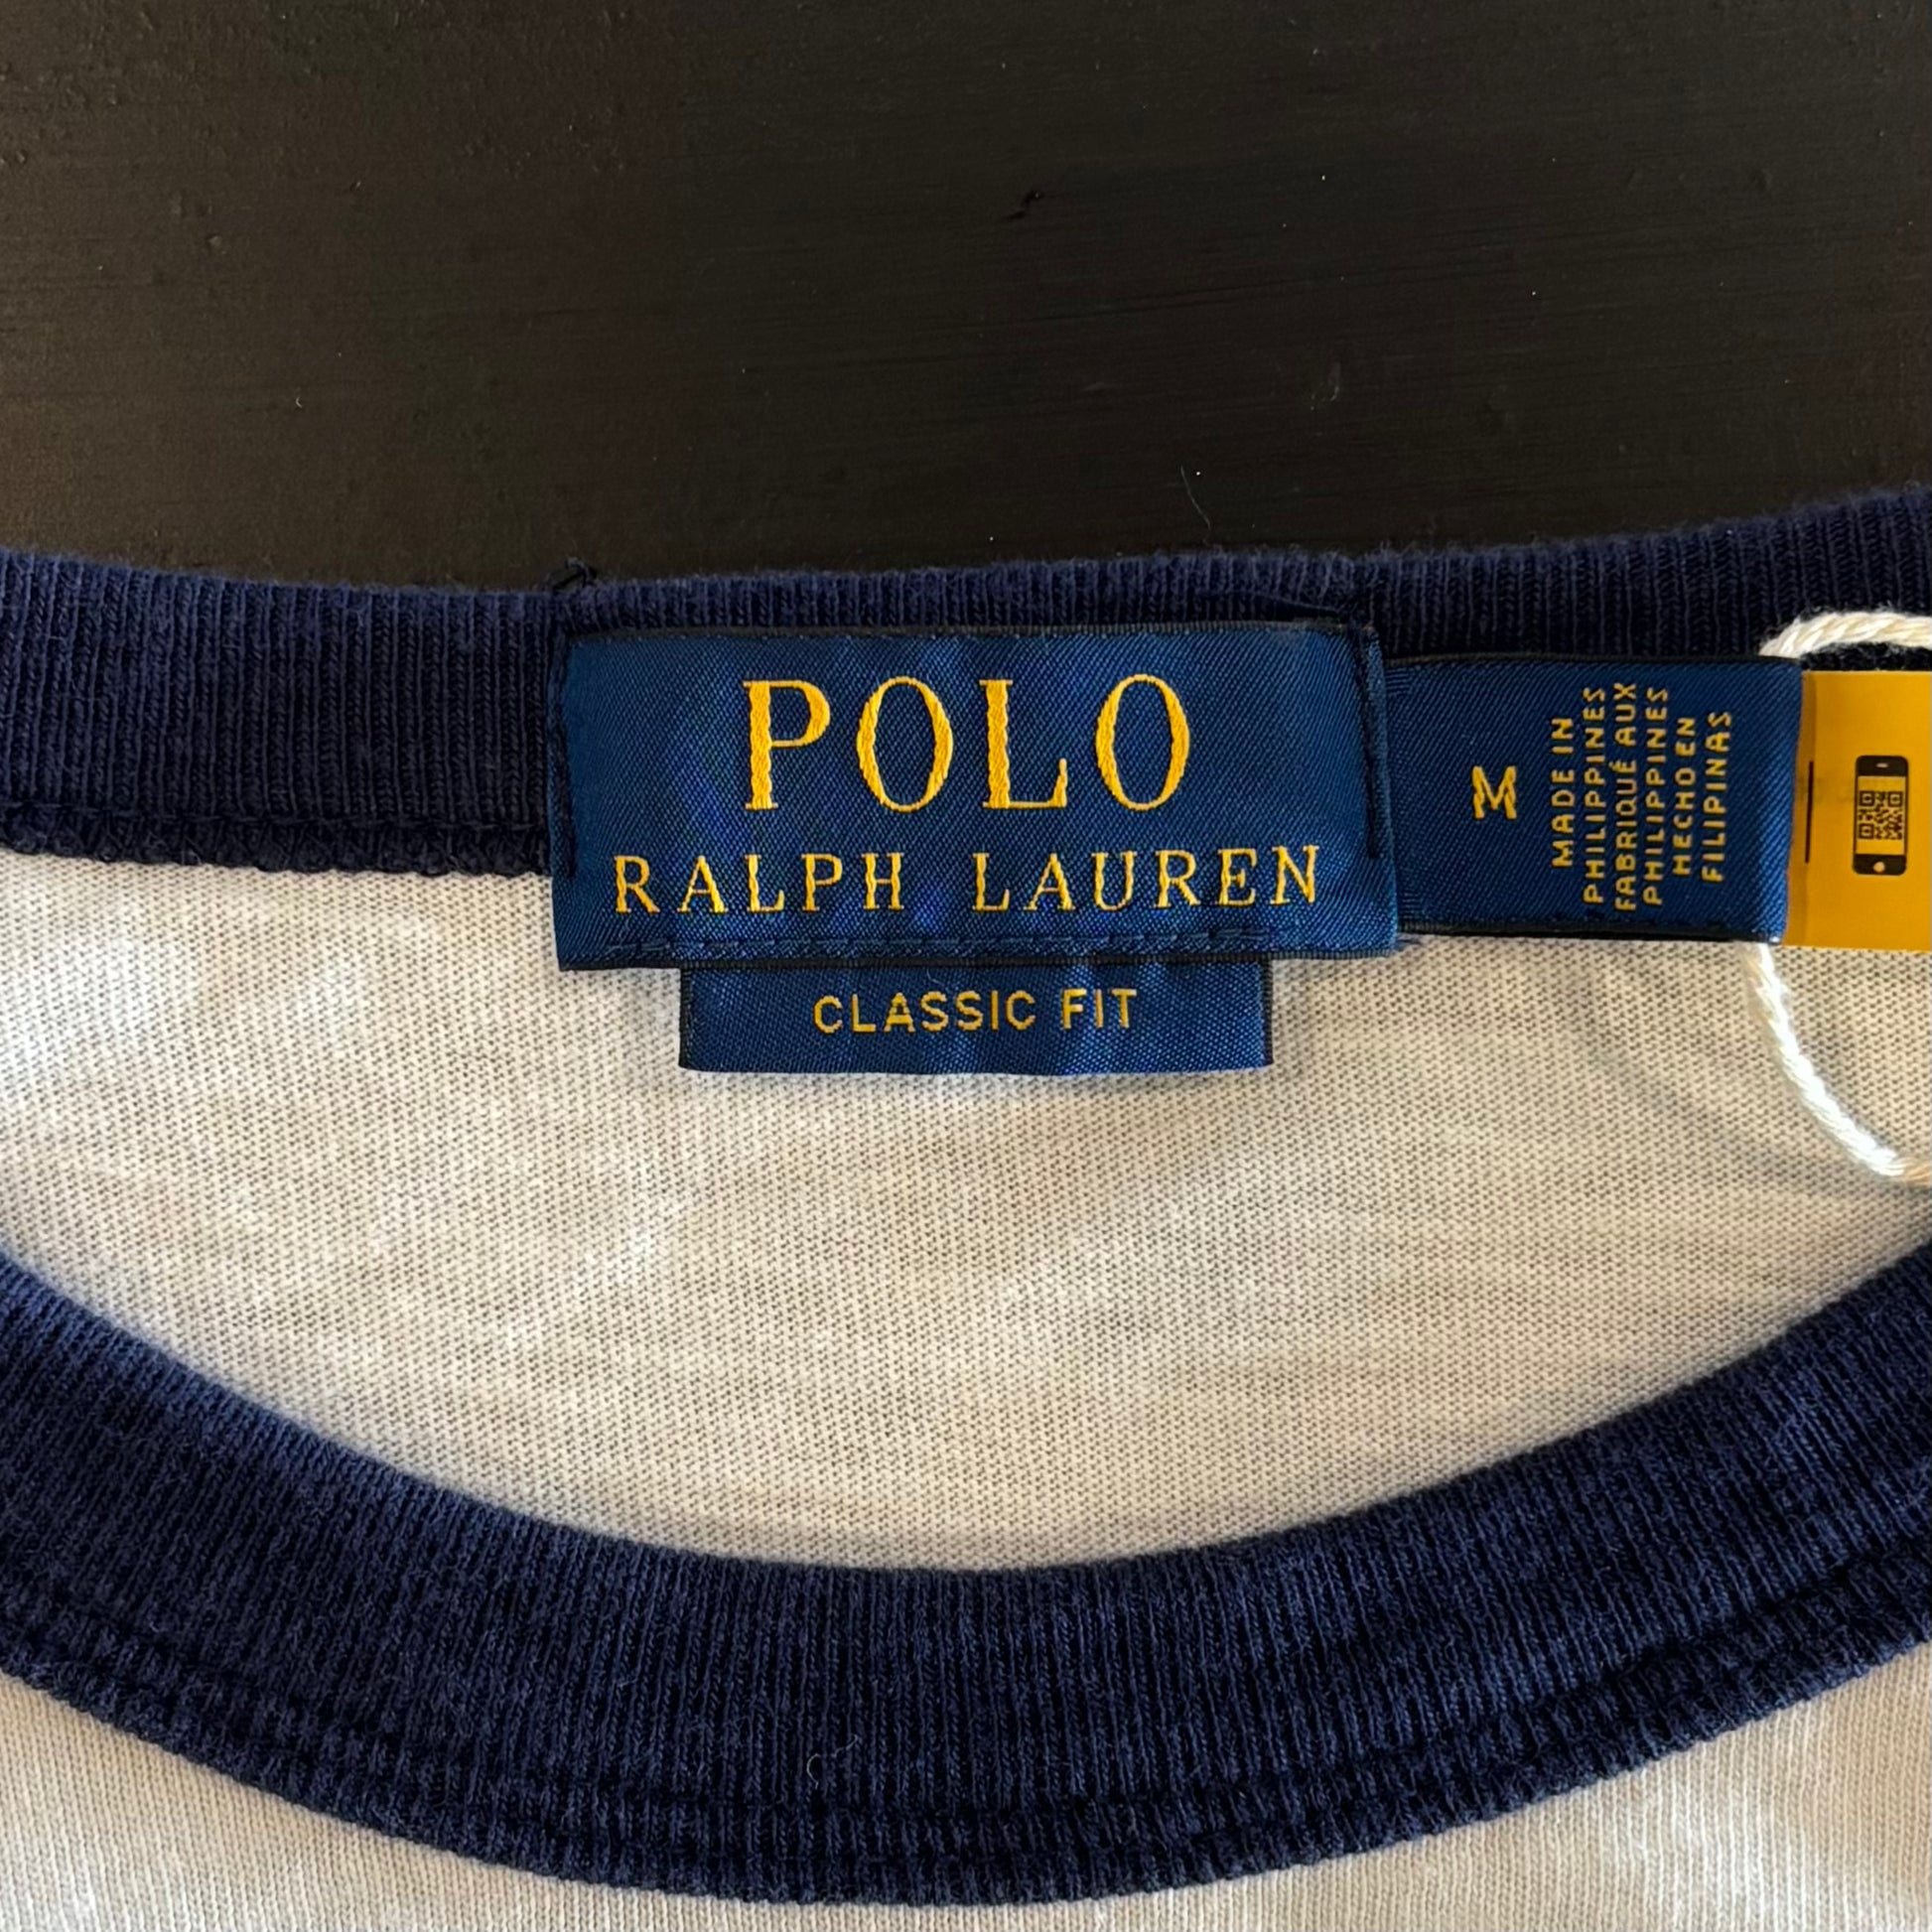 POLO
RALPH LAUREN
CLASSIC FIT
M
MADE IN
PHILIPPINES
FABRIQUÉ AUX
PHILIPPINES
HECHO EN
FILIPINAS